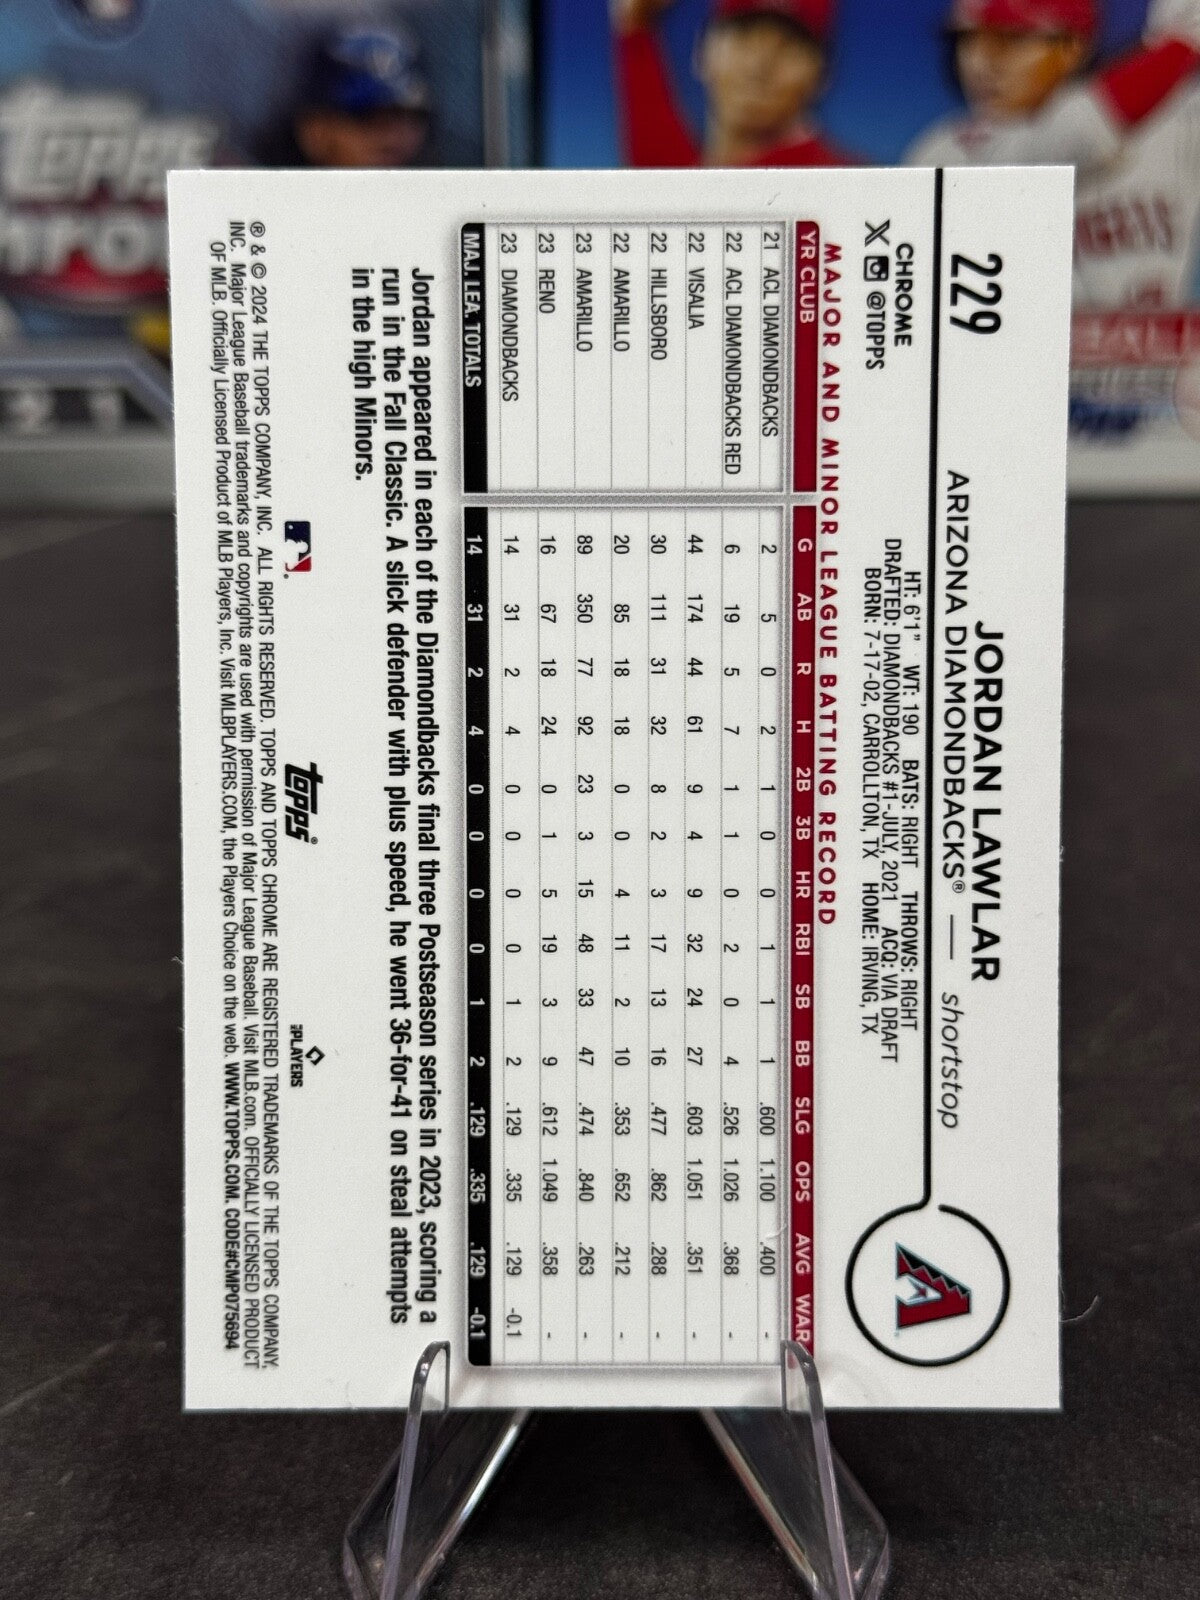 229
JORDAN LAWLAR
ARIZONA DIAMONDBACKS® — shortstop
CHROME
@TOPPS
HT: 6'1" WT: 190 BATS: RIGHT THROWS: RIGHT
DRAFTED: DIAMONDBACKS #1-JULY, 2021 ACQ: VIA DRAFT
BORN: 7-17-02, CARROLLTON, TX HOME: IRVING, TX
MAJOR AND MINOR LEAGUE BATTING RECORD
YR CLUB G AB R H 2B 3B HR RBI SB BB SLG OPS AVG WAR
21 ACL DIAMONDBACKS 2 5 0 2 1 0 0 1 1 1 .600 1.100 .400 -
22 ACL DIAMONDBACKS RED 6 19 5 7 1 1 0 2 0 4 .526 1.026 .368 -
22 VISALIA 44 174 44 61 9 4 9 32 24 27 .603 1.051 .351 -
22 HILLSBORO 30 111 31 32 8 2 3 17 13 16 .477 .862 .288 -
22 AMARILLO 20 85 18 18 0 0 4 11 2 10 .353 .652 .212 -
23 AMARILLO 89 350 77 92 23 3 15 48 33 47 .474 .840 .263 -
23 RENO 16 67 18 24 0 1 5 19 3 9 .612 1.049 .358 -
23 DIAMONDBACKS 14 31 2 4 0 0 0 0 1 2 .129 .335 .129 -0.1
MAJ. LEA. TOTALS 14 31 2 4 0 0 0 0 1 2 .129 .335 .129 -0.1
Jordan appeared in each of the Diamondbacks final three Postseason series in 2023, scoring a
run in the Fall Classic. A slick defender with plus speed, he went 36-for-41 on steal attempts
in the high Minors.
topps®
PLAYERS
® & © 2024 THE TOPPS COMPANY, INC. ALL RIGHTS RESERVED. TOPPS AND TOPPS CHROME ARE REGISTERED TRADEMARKS OF THE TOPPS COMPANY,
INC. Major League Baseball trademarks and copyrights are used with permission of Major League Baseball. Visit MLB.com. OFFICIALLY LICENSED PRODUCT
OF MLB. Officially Licensed Product of MLB Players, Inc. Visit MLBPLAYERS.COM, the Players Choice on the web. WWW.TOPPS.COM. CODE#CMP075694
topps